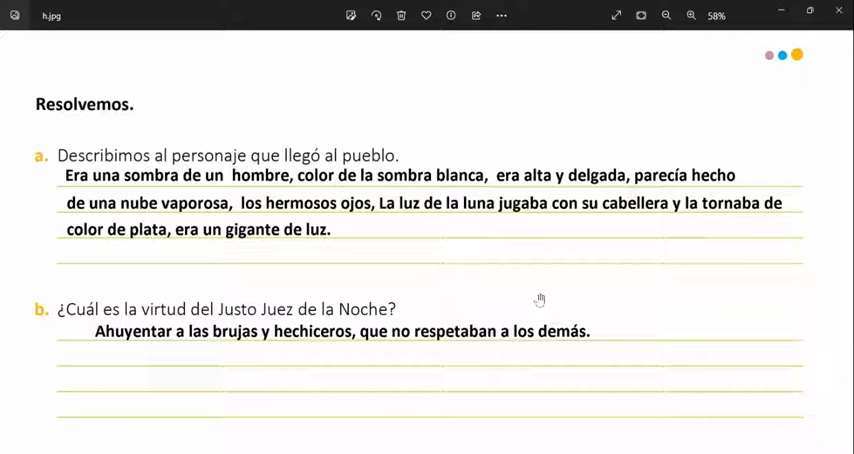 h.jpg
58%
Resolvemos.
a. Describimos al personaje que llegó al pueblo.
Era una sombra de un hombre, color de la sombra blanca, era alta y delgada, parecía hecho
de una nube vaporosa, los hermosos ojos, La luz de la luna jugaba con su cabellera y la tornaba de
color de plata, era un gigante de luz.
b. ¿Cuál es la virtud del Justo Juez de la Noche?
Ahuyentar a las brujas y hechiceros, que no respetaban a los demás.